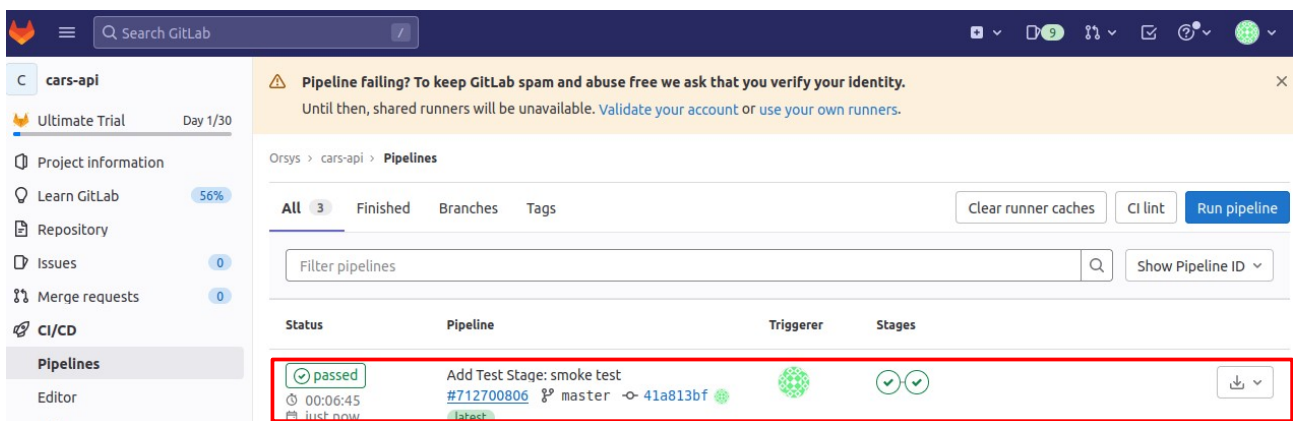 Search GitLab /
9
C cars-api
Ultimate Trial Day 1/30
Project information
Learn GitLab 56%
Repository
Issues 0
Merge requests 0
CI/CD
Pipelines
Editor
Pipeline failing? To keep GitLab spam and abuse free we ask that you verify your identity.
Until then, shared runners will be unavailable. Validate your account or use your own runners.
Orsys > cars-api > Pipelines
All 3 Finished Branches Tags
Clear runner caches CI lint Run pipeline
Filter pipelines
Show Pipeline ID
Status Pipeline Triggerer Stages
passed
00:06:45
just now
Add Test Stage: smoke test
#712700806 master 41a813bf
latest